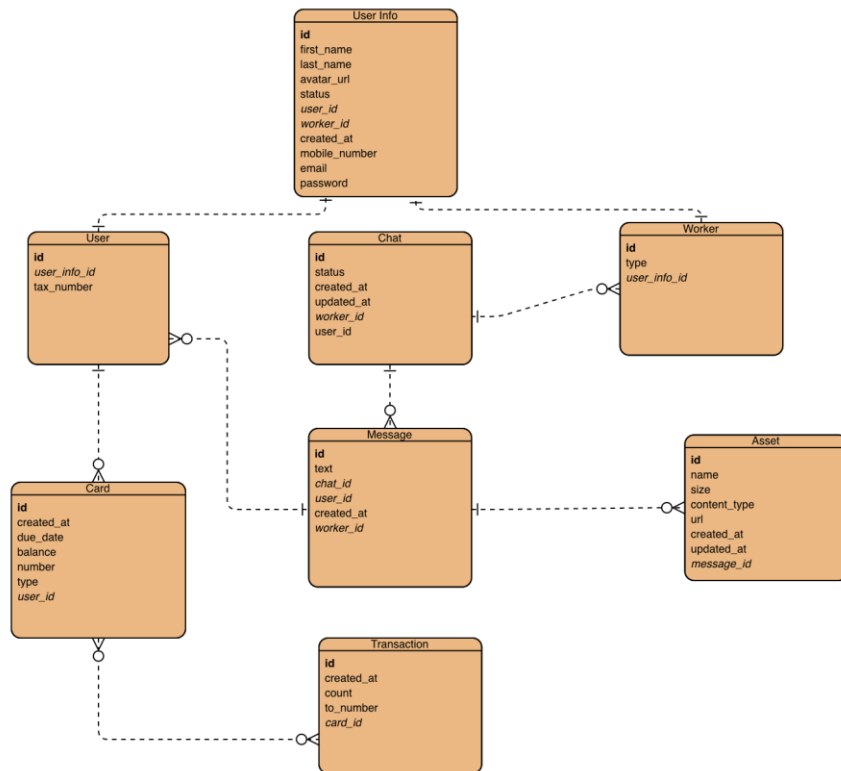 User Info
id
first_name
last_name
avatar_url
status
user_id
worker_id
created_at
mobile_number
email
password
User
id
user_info_id
tax_number
Chat
id
status
created_at
updated_at
worker_id
user_id
Worker
id
type
user_info_id
Card
id
created_at
due_date
balance
number
type
user_id
Message
id
text
chat_id
user_id
created_at
worker_id
Asset
id
name
size
content_type
url
created_at
updated_at
message_id
Transaction
id
created_at
count
to_number
card_id